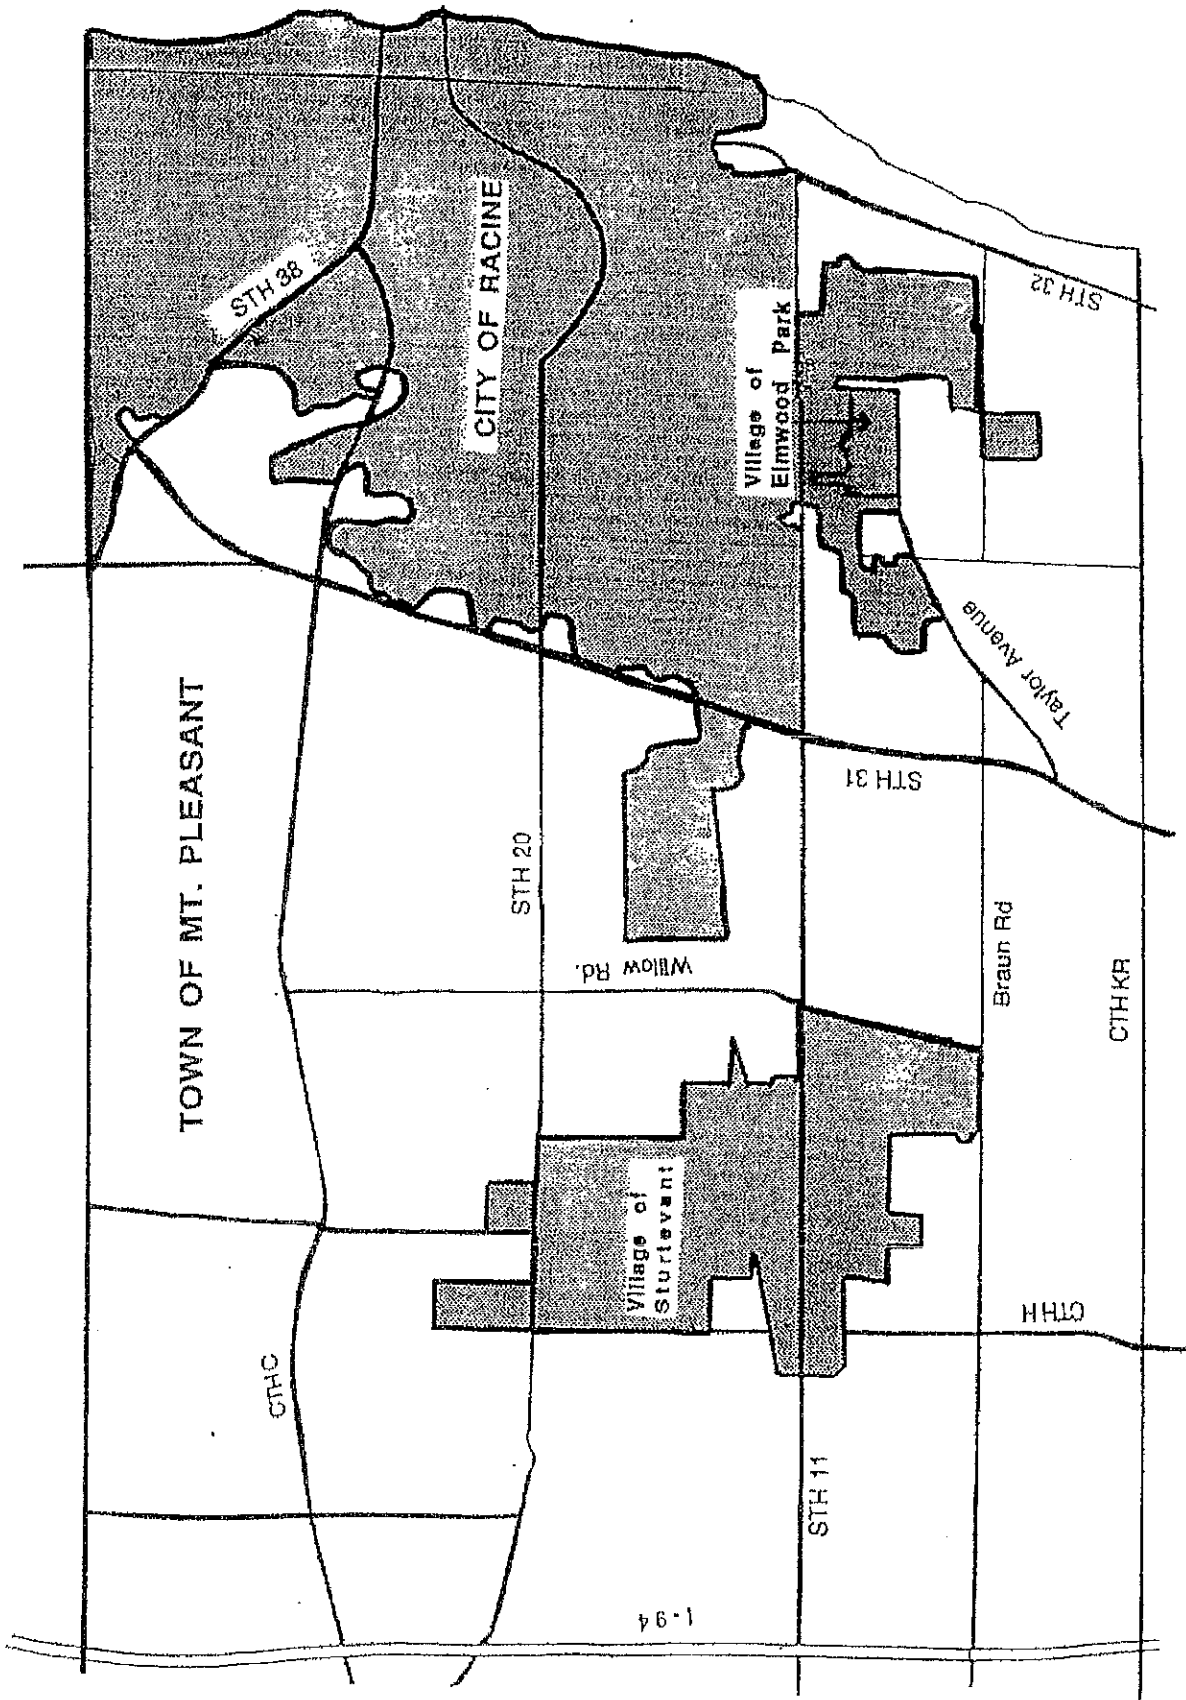 TOWN OF MT. PLEASANT
STH 38
CITY OF RACINE
CTH C
STH 20
Willow Rd.
Village of
Sturtevant
Village of
Elmwood Park
I-94
STH 11
STH 31
STH 32
Taylor Avenue
Braun Rd
CTH H
CTH KR